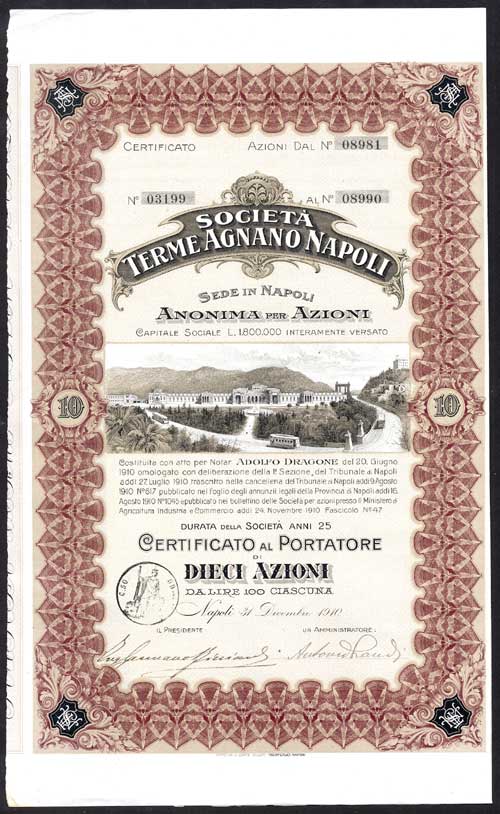 CERTIFICATO AZIONI DAL Nº 08981
Nº 03199 AL Nº 08990
SOCIETÀ
TERME AGNANO NAPOLI
SEDE IN NAPOLI
ANONIMA PER AZIONI
CAPITALE SOCIALE L. 1.800.000 INTERAMENTE VERSATO
10 10
Costituita con atto per Notar ADOLFO DRAGONE del 20. Giugno
1910 omologato con deliberazione della 1ª Sezione, del Tribunale di Napoli
addì 27. Luglio 1910 trascritto nella cancelleria del Tribunale di Napoli addì 9 Agosto
1910 Nº 617 pubblicato nel foglio degli annunzii legali della Provincia di Napoli addì 16.
Agosto 1910 Nº 1045 e pubblicato nel bollettino delle Società per azioni presso il Ministero di
Agricoltura Industria e Commercio addì 24. Novembre 1910 Fascicolo Nº 47
DURATA DELLA SOCIETÀ ANNI 25
CERTIFICATO AL PORTATORE
DI
DIECI AZIONI
DA LIRE 100 CIASCUNA
Napoli 31 Dicembre 1910
IL PRESIDENTE UN AMMINISTRATORE: